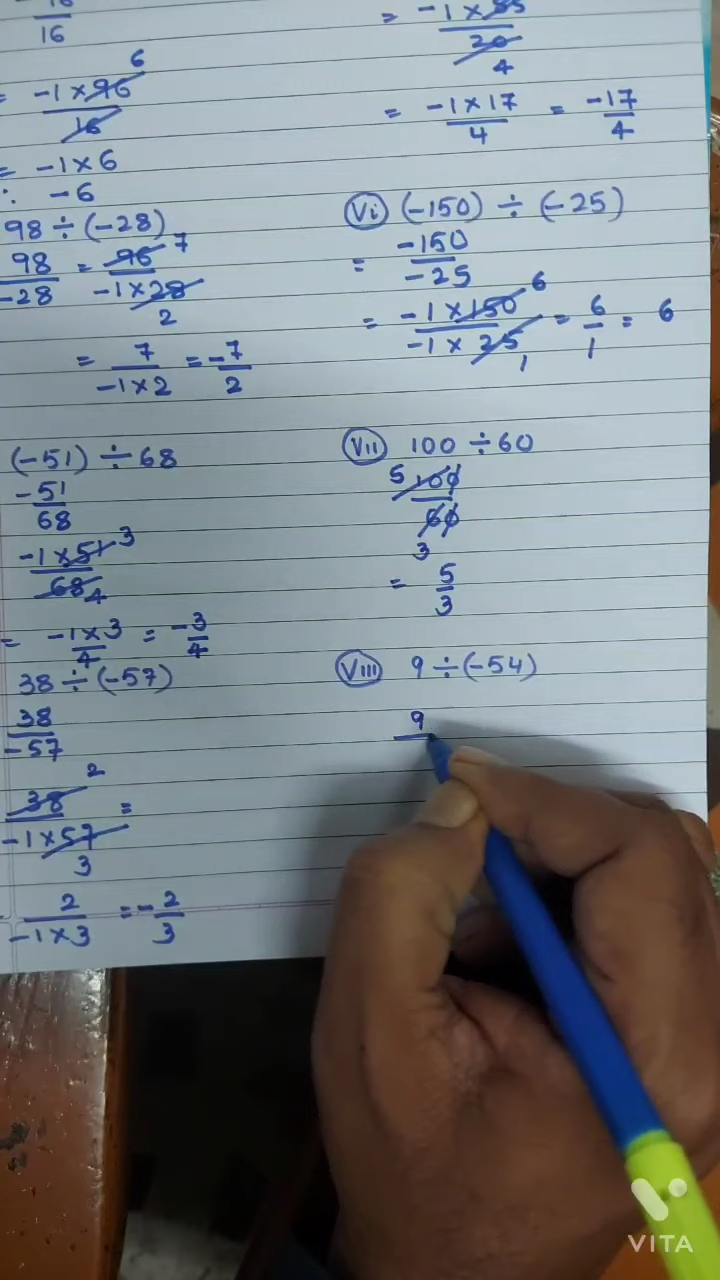 16
= -1×96 6
16
= -1×6
∴ -6
98 ÷ (-28)
98 = 96 7
-28 -1×28
2
= 7 = -7
-1×2 2
(-51) ÷ 68
-51
68
-1×51 3
68 4
= -1×3 = -3
4 4
38 ÷ (-57)
38
-57
38 2
-1×57 =
3
2 = -2
-1×3 3
= -1×85
20
4
= -1×17 = -17
4 4
Vi (-150) ÷ (-25)
= -150
-25
= -1×150 6 = 6 = 6
-1×25 1 1
Vii 100 ÷ 60
5 100
60
3
= 5
3
Viii 9 ÷ (-54)
9
VITA